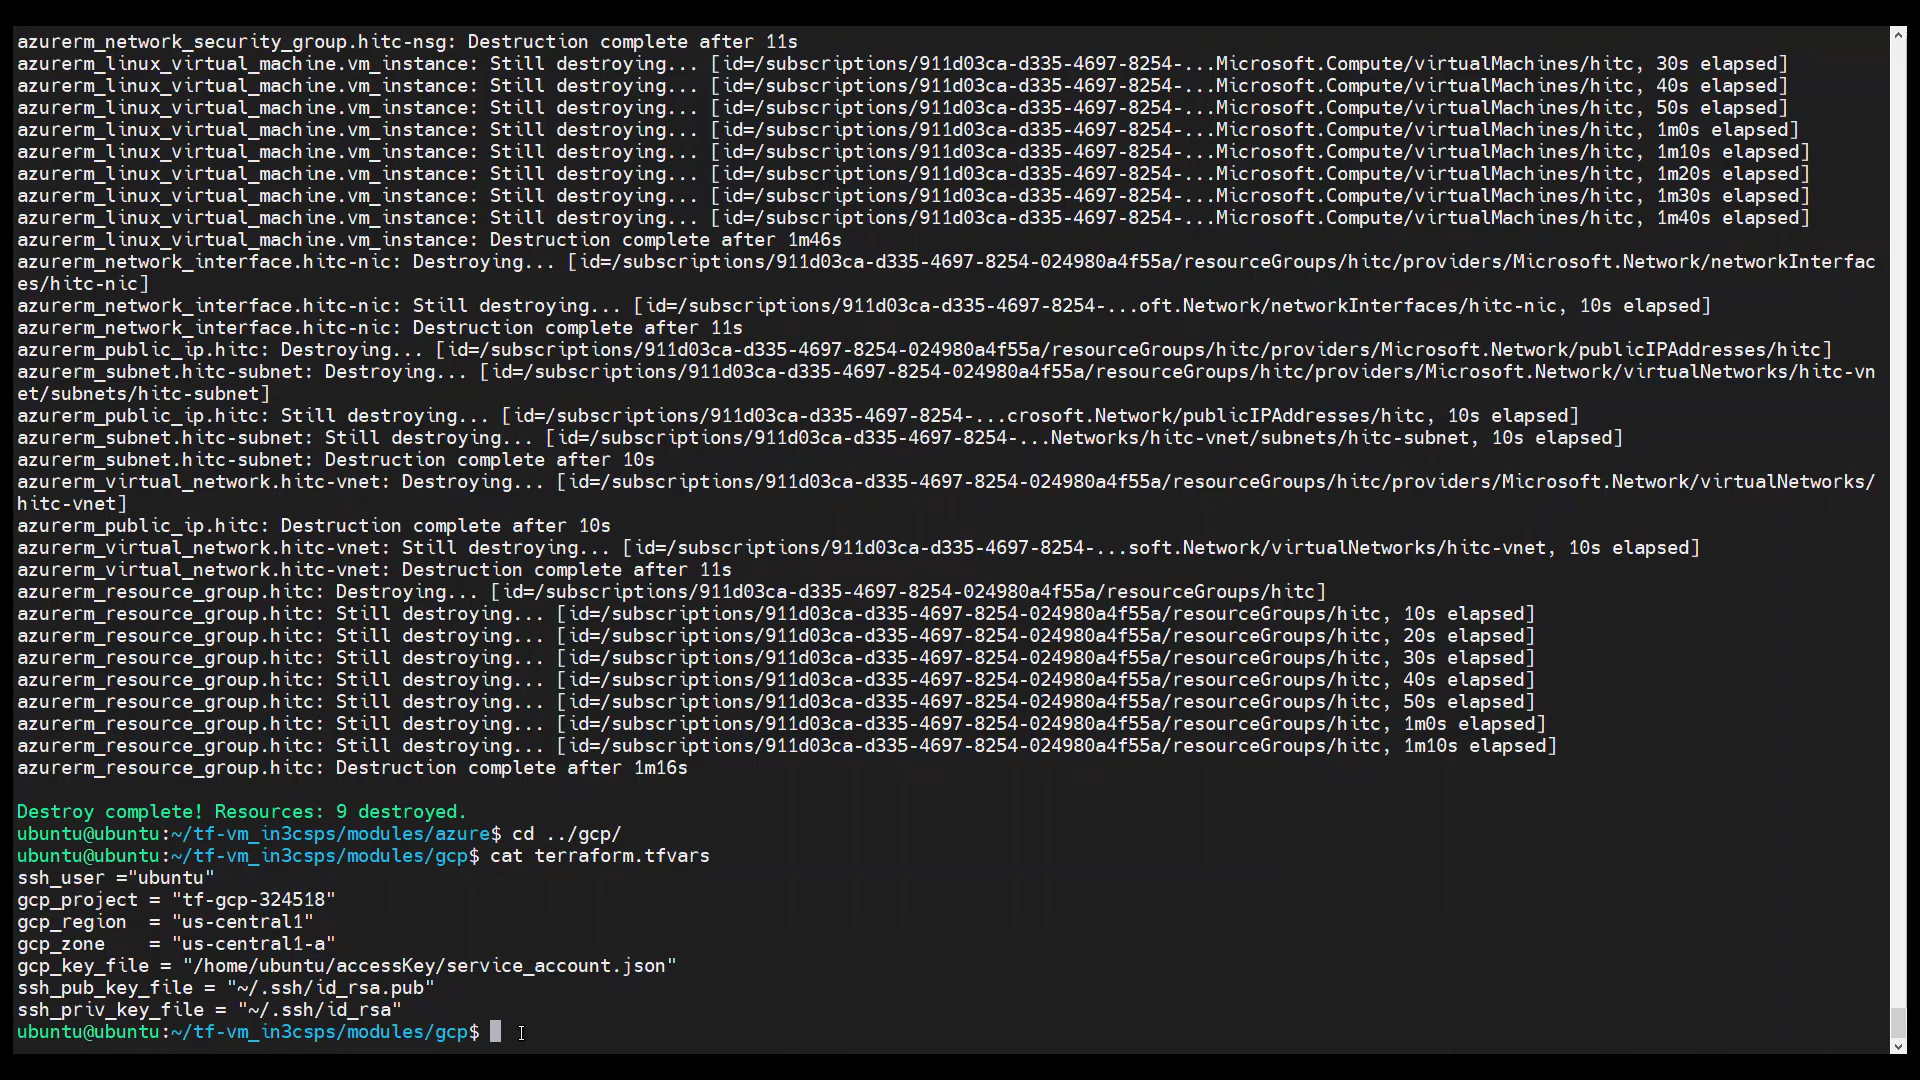 azurerm_network_security_group.hitc-nsg: Destruction complete after 11s
azurerm_linux_virtual_machine.vm_instance: Still destroying... [id=/subscriptions/911d03ca-d335-4697-8254-...Microsoft.Compute/virtualMachines/hitc, 30s elapsed]
azurerm_linux_virtual_machine.vm_instance: Still destroying... [id=/subscriptions/911d03ca-d335-4697-8254-...Microsoft.Compute/virtualMachines/hitc, 40s elapsed]
azurerm_linux_virtual_machine.vm_instance: Still destroying... [id=/subscriptions/911d03ca-d335-4697-8254-...Microsoft.Compute/virtualMachines/hitc, 50s elapsed]
azurerm_linux_virtual_machine.vm_instance: Still destroying... [id=/subscriptions/911d03ca-d335-4697-8254-...Microsoft.Compute/virtualMachines/hitc, 1m0s elapsed]
azurerm_linux_virtual_machine.vm_instance: Still destroying... [id=/subscriptions/911d03ca-d335-4697-8254-...Microsoft.Compute/virtualMachines/hitc, 1m10s elapsed]
azurerm_linux_virtual_machine.vm_instance: Still destroying... [id=/subscriptions/911d03ca-d335-4697-8254-...Microsoft.Compute/virtualMachines/hitc, 1m20s elapsed]
azurerm_linux_virtual_machine.vm_instance: Still destroying... [id=/subscriptions/911d03ca-d335-4697-8254-...Microsoft.Compute/virtualMachines/hitc, 1m30s elapsed]
azurerm_linux_virtual_machine.vm_instance: Still destroying... [id=/subscriptions/911d03ca-d335-4697-8254-...Microsoft.Compute/virtualMachines/hitc, 1m40s elapsed]
azurerm_linux_virtual_machine.vm_instance: Destruction complete after 1m46s
azurerm_network_interface.hitc-nic: Destroying... [id=/subscriptions/911d03ca-d335-4697-8254-024980a4f55a/resourceGroups/hitc/providers/Microsoft.Network/networkInterfac
es/hitc-nic]
azurerm_network_interface.hitc-nic: Still destroying... [id=/subscriptions/911d03ca-d335-4697-8254-...oft.Network/networkInterfaces/hitc-nic, 10s elapsed]
azurerm_network_interface.hitc-nic: Destruction complete after 11s
azurerm_public_ip.hitc: Destroying... [id=/subscriptions/911d03ca-d335-4697-8254-024980a4f55a/resourceGroups/hitc/providers/Microsoft.Network/publicIPAddresses/hitc]
azurerm_subnet.hitc-subnet: Destroying... [id=/subscriptions/911d03ca-d335-4697-8254-024980a4f55a/resourceGroups/hitc/providers/Microsoft.Network/virtualNetworks/hitc-vn
et/subnets/hitc-subnet]
azurerm_public_ip.hitc: Still destroying... [id=/subscriptions/911d03ca-d335-4697-8254-...crosoft.Network/publicIPAddresses/hitc, 10s elapsed]
azurerm_subnet.hitc-subnet: Still destroying... [id=/subscriptions/911d03ca-d335-4697-8254-...Networks/hitc-vnet/subnets/hitc-subnet, 10s elapsed]
azurerm_subnet.hitc-subnet: Destruction complete after 10s
azurerm_virtual_network.hitc-vnet: Destroying... [id=/subscriptions/911d03ca-d335-4697-8254-024980a4f55a/resourceGroups/hitc/providers/Microsoft.Network/virtualNetworks/
hitc-vnet]
azurerm_public_ip.hitc: Destruction complete after 10s
azurerm_virtual_network.hitc-vnet: Still destroying... [id=/subscriptions/911d03ca-d335-4697-8254-...soft.Network/virtualNetworks/hitc-vnet, 10s elapsed]
azurerm_virtual_network.hitc-vnet: Destruction complete after 11s
azurerm_resource_group.hitc: Destroying... [id=/subscriptions/911d03ca-d335-4697-8254-024980a4f55a/resourceGroups/hitc]
azurerm_resource_group.hitc: Still destroying... [id=/subscriptions/911d03ca-d335-4697-8254-024980a4f55a/resourceGroups/hitc, 10s elapsed]
azurerm_resource_group.hitc: Still destroying... [id=/subscriptions/911d03ca-d335-4697-8254-024980a4f55a/resourceGroups/hitc, 20s elapsed]
azurerm_resource_group.hitc: Still destroying... [id=/subscriptions/911d03ca-d335-4697-8254-024980a4f55a/resourceGroups/hitc, 30s elapsed]
azurerm_resource_group.hitc: Still destroying... [id=/subscriptions/911d03ca-d335-4697-8254-024980a4f55a/resourceGroups/hitc, 40s elapsed]
azurerm_resource_group.hitc: Still destroying... [id=/subscriptions/911d03ca-d335-4697-8254-024980a4f55a/resourceGroups/hitc, 50s elapsed]
azurerm_resource_group.hitc: Still destroying... [id=/subscriptions/911d03ca-d335-4697-8254-024980a4f55a/resourceGroups/hitc, 1m0s elapsed]
azurerm_resource_group.hitc: Still destroying... [id=/subscriptions/911d03ca-d335-4697-8254-024980a4f55a/resourceGroups/hitc, 1m10s elapsed]
azurerm_resource_group.hitc: Destruction complete after 1m16s
Destroy complete! Resources: 9 destroyed.
ubuntu@ubuntu:~/tf-vm_in3csps/modules/azure$ cd ../gcp/
ubuntu@ubuntu:~/tf-vm_in3csps/modules/gcp$ cat terraform.tfvars
ssh_user ="ubuntu"
gcp_project = "tf-gcp-324518"
gcp_region  = "us-central1"
gcp_zone    = "us-central1-a"
gcp_key_file = "/home/ubuntu/accessKey/service_account.json"
ssh_pub_key_file = "~/.ssh/id_rsa.pub"
ssh_priv_key_file = "~/.ssh/id_rsa"
ubuntu@ubuntu:~/tf-vm_in3csps/modules/gcp$